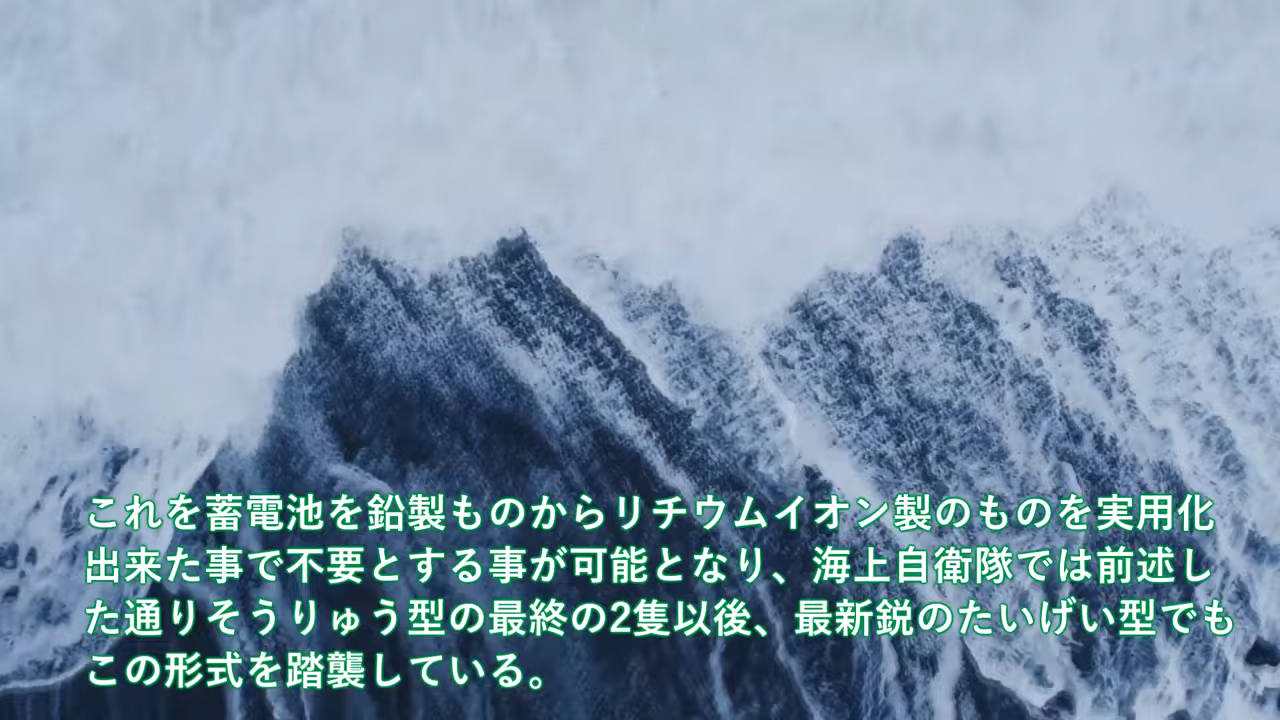 これを蓄電池を鉛製ものからリチウムイオン製のものを実用化
出来た事で不要とする事が可能となり、海上自衛隊では前述し
た通りそうりゅう型の最終の2隻以後、最新鋭のたいげい型でも
この形式を踏襲している。